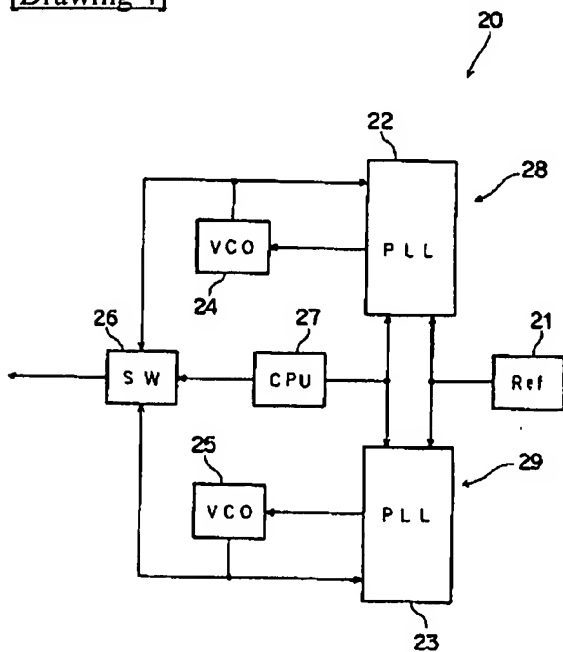 [Drawing 4]
20
22
28
VCO
PLL
24
26
27
21
SW
CPU
Ref
25
29
VCO
PLL
23